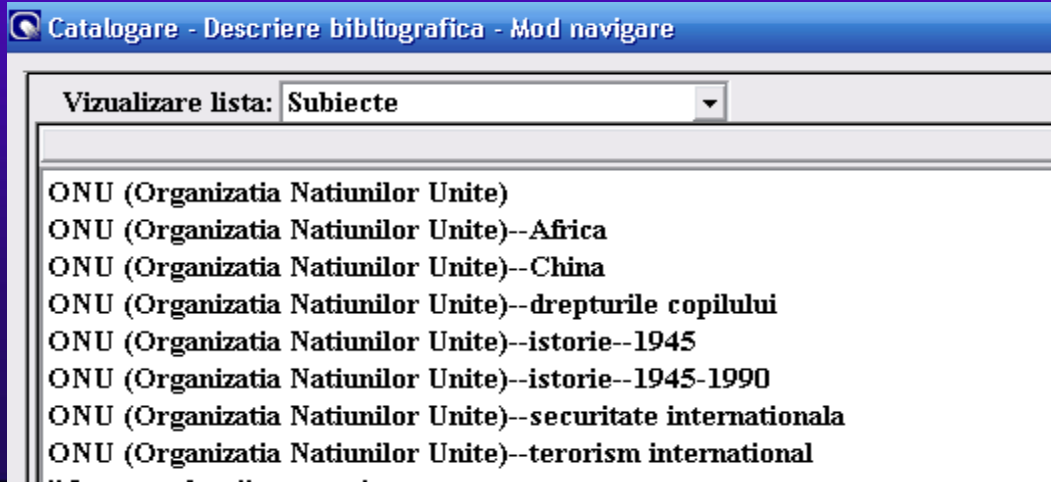 Catalogare - Descriere bibliografica - Mod navigare
Vizualizare lista: Subiecte
ONU (Organizatia Natiunilor Unite)
ONU (Organizatia Natiunilor Unite)--Africa
ONU (Organizatia Natiunilor Unite)--China
ONU (Organizatia Natiunilor Unite)--drepturile copilului
ONU (Organizatia Natiunilor Unite)--istorie--1945
ONU (Organizatia Natiunilor Unite)--istorie--1945-1990
ONU (Organizatia Natiunilor Unite)--securitate internationala
ONU (Organizatia Natiunilor Unite)--terorism international